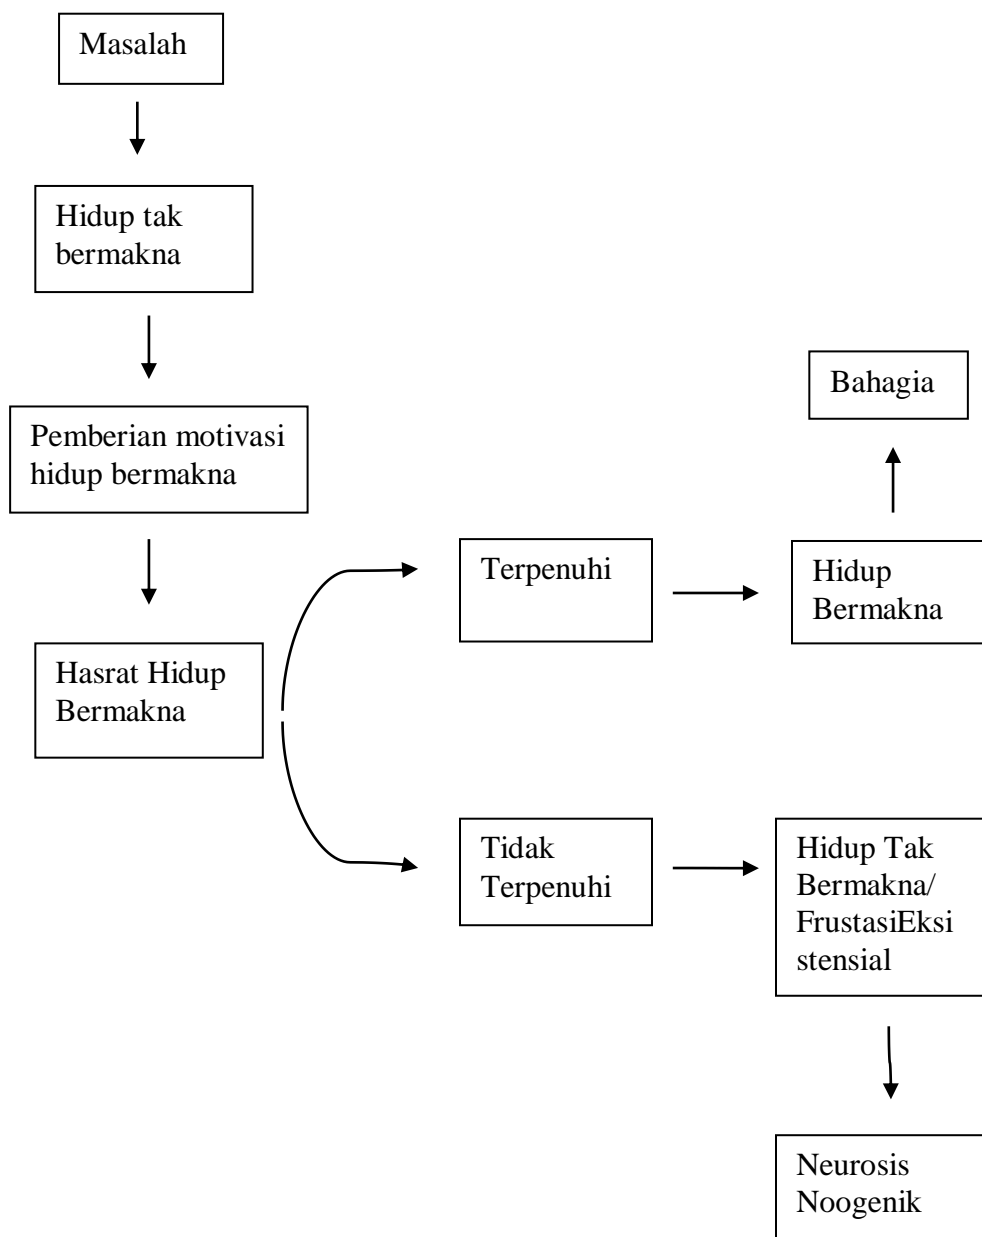 Masalah
Hidup tak
bermakna
Pemberian motivasi
hidup bermakna
Hasrat Hidup
Bermakna
Terpenuhi
Hidup
Bermakna
Bahagia
Tidak
Terpenuhi
Hidup Tak
Bermakna/
FrustasiEksi
stensial
Neurosis
Noogenik